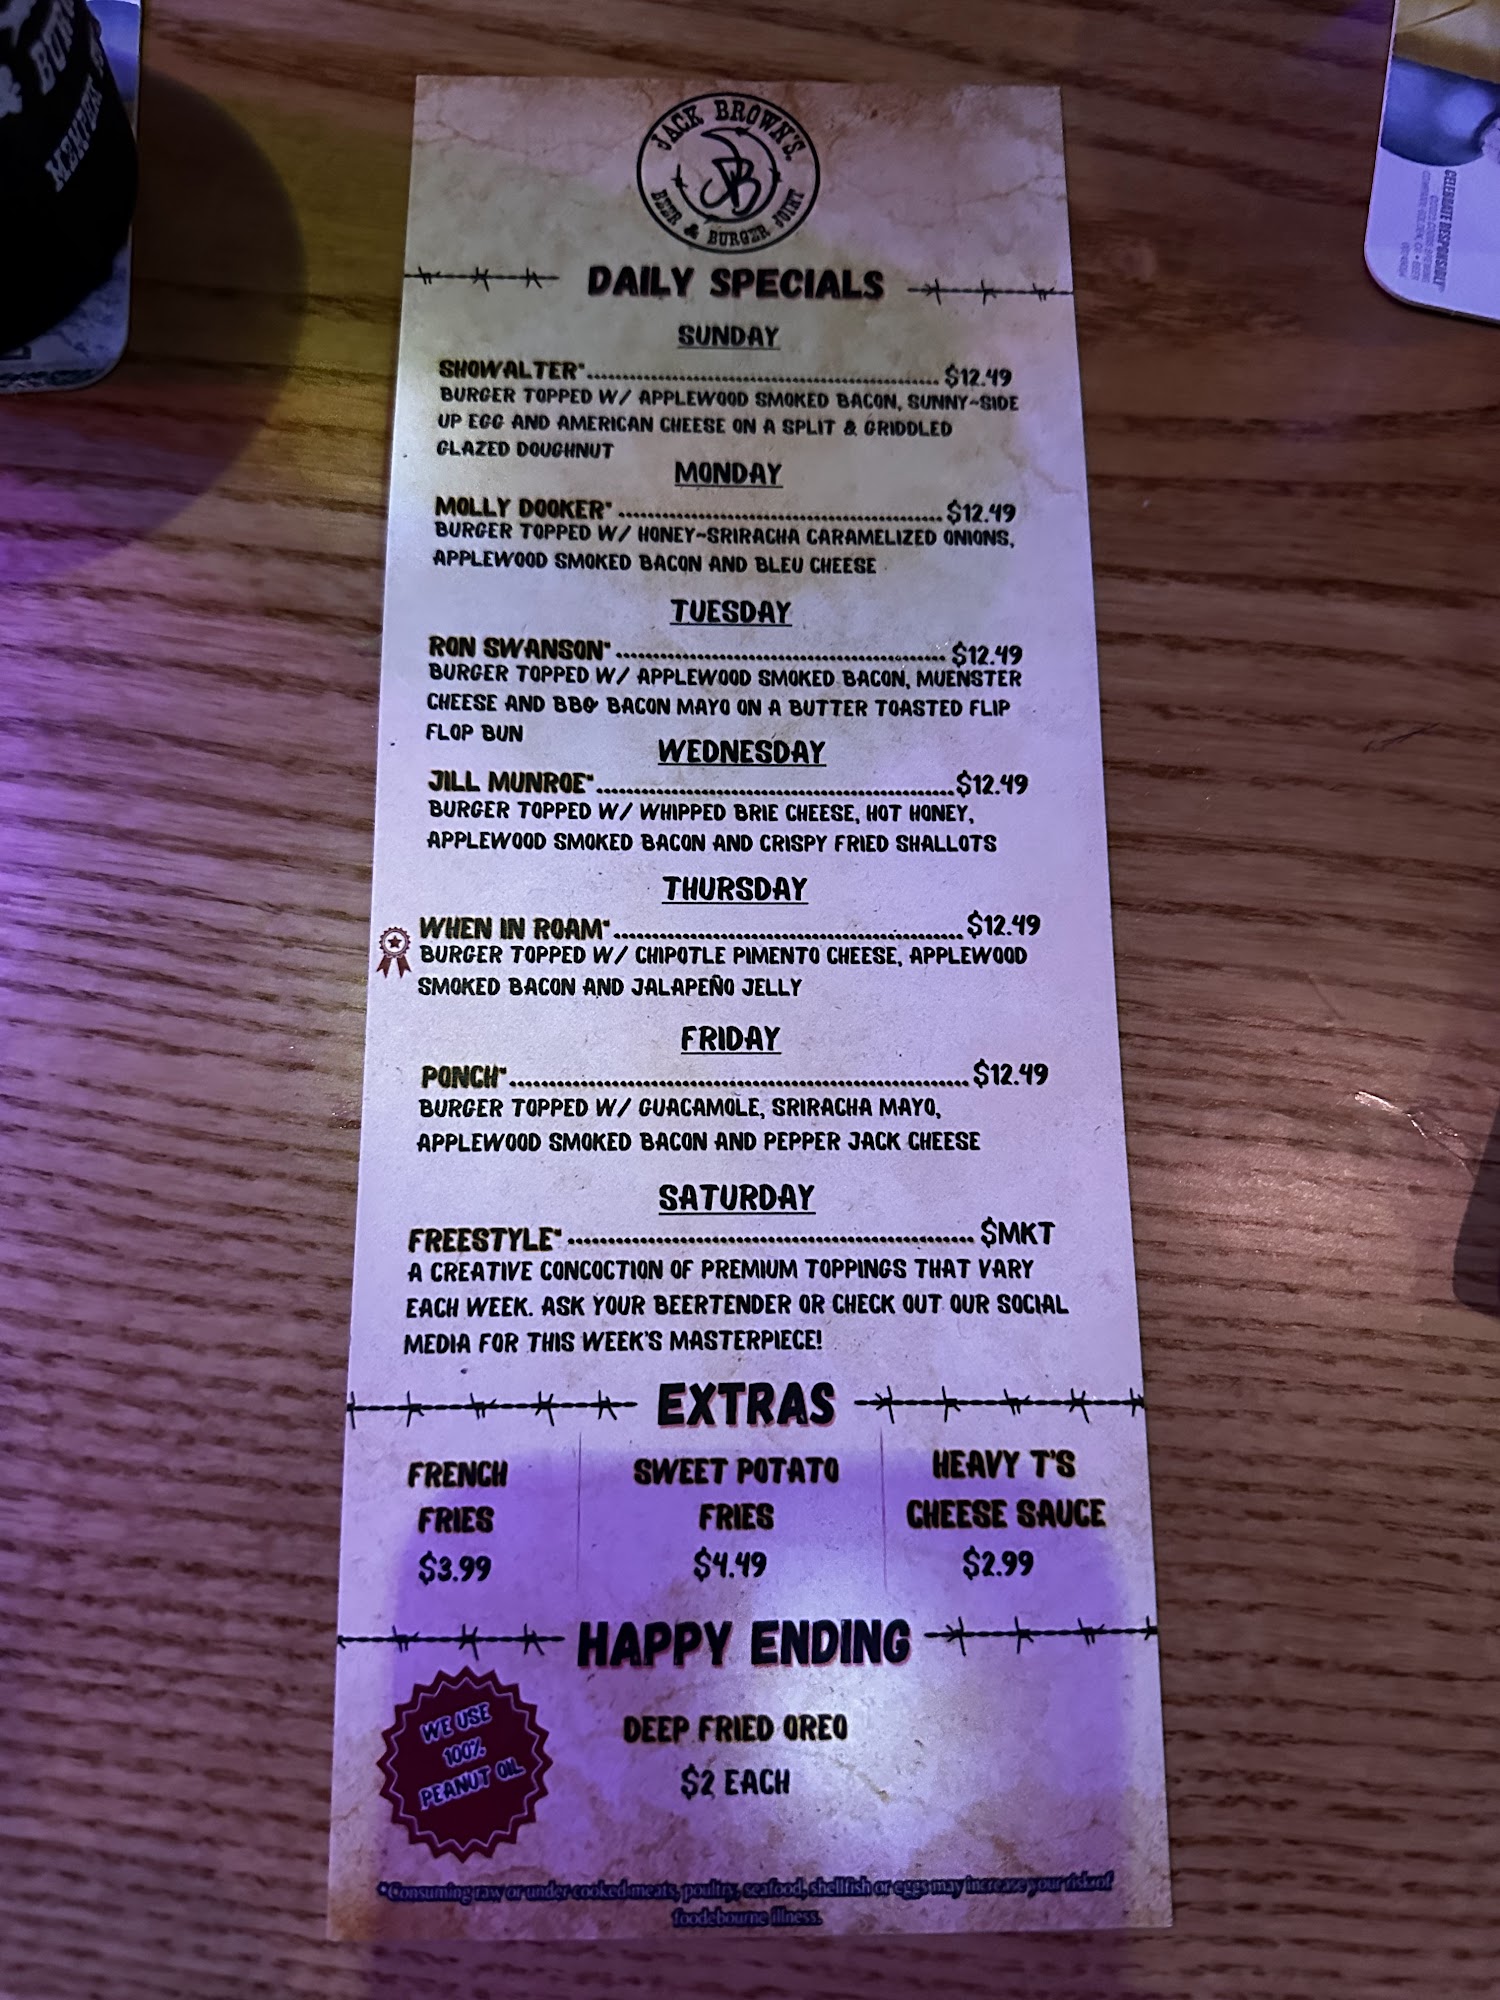 JACK BROWN'S.
JB
BEER & BURGER JOINT
DAILY SPECIALS
SUNDAY
SHOWALTER*........ $12.49
BURGER TOPPED W/ APPLEWOOD SMOKED BACON, SUNNY-SIDE
UP EGG AND AMERICAN CHEESE ON A SPLIT & GRIDDLED
GLAZED DOUGHNUT
MONDAY
MOLLY DOOKER*........ $12.49
BURGER TOPPED W/ HONEY-SRIRACHA CARAMELIZED ONIONS,
APPLEWOOD SMOKED BACON AND BLEU CHEESE
TUESDAY
RON SWANSON*........ $12.49
BURGER TOPPED W/ APPLEWOOD SMOKED BACON, MUENSTER
CHEESE AND BBQ BACON MAYO ON A BUTTER TOASTED FLIP
FLOP BUN
WEDNESDAY
JILL MUNROE*........ $12.49
BURGER TOPPED W/ WHIPPED BRIE CHEESE, HOT HONEY,
APPLEWOOD SMOKED BACON AND CRISPY FRIED SHALLOTS
THURSDAY
WHEN IN ROAM*........ $12.49
BURGER TOPPED W/ CHIPOTLE PIMENTO CHEESE, APPLEWOOD
SMOKED BACON AND JALAPEÑO JELLY
FRIDAY
PONCH*........ $12.49
BURGER TOPPED W/ GUACAMOLE, SRIRACHA MAYO,
APPLEWOOD SMOKED BACON AND PEPPER JACK CHEESE
SATURDAY
FREESTYLE*........ $MKT
A CREATIVE CONCOCTION OF PREMIUM TOPPINGS THAT VARY
EACH WEEK. ASK YOUR BEERTENDER OR CHECK OUT OUR SOCIAL
MEDIA FOR THIS WEEK'S MASTERPIECE!
EXTRAS
FRENCH
FRIES
$3.99
SWEET POTATO
FRIES
$4.49
HEAVY T'S
CHEESE SAUCE
$2.99
HAPPY ENDING
WE USE
100%
PEANUT OIL
DEEP FRIED OREO
$2 EACH
*Consuming raw or under cooked meats, poultry, seafood, shellfish or eggs may increase your risk of
foodebourne illness.
CELEBRATE RESPONSIBLY